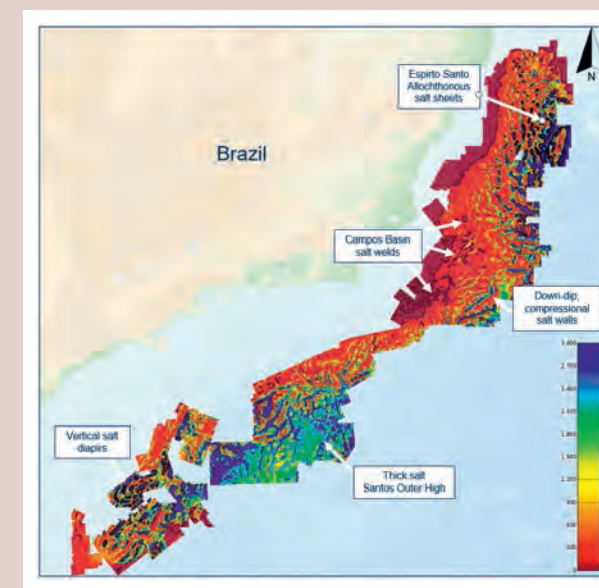 Espirto Santo
Allochthonous
salt sheets
N
Brazil
Campos Basin
salt welds
Down-dip,
compressional
salt walls
Vertical salt
diapirs
Thick salt
Santos Outer High